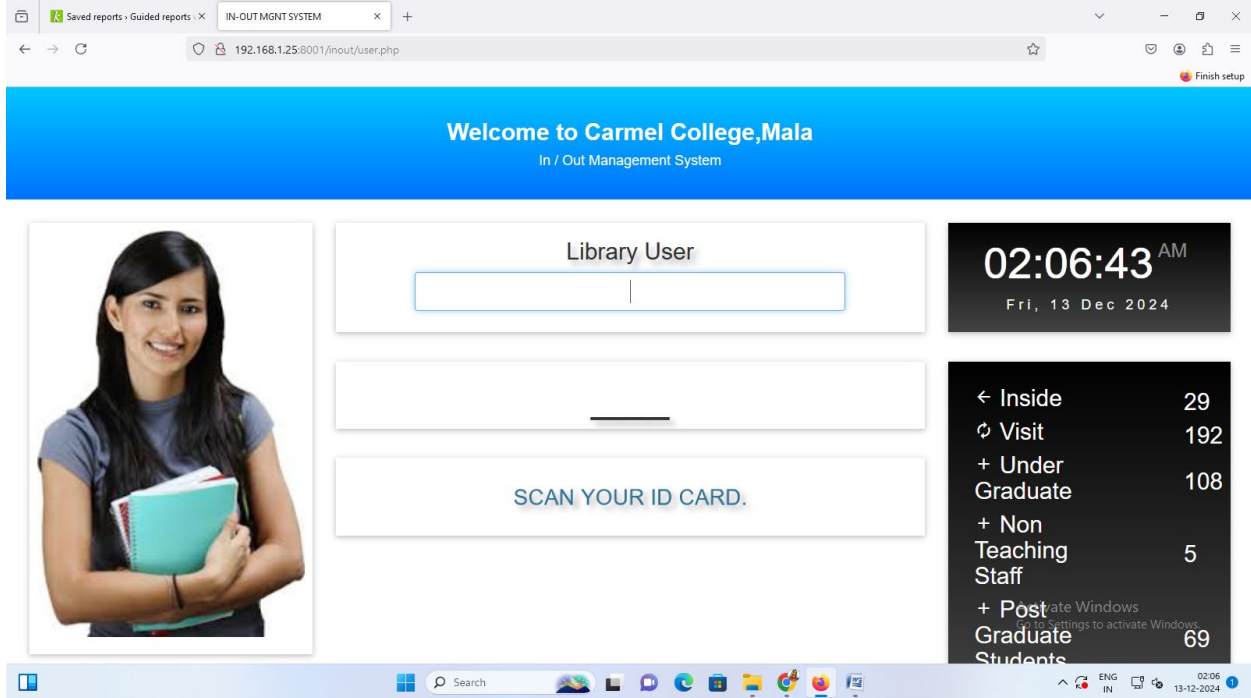 Saved reports › Guided reports
IN-OUT MGNT SYSTEM
192.168.1.25:8001/inout/user.php
Finish setup
Welcome to Carmel College,Mala
In / Out Management System
Library User
02:06:43 AM
Fri, 13 Dec 2024
SCAN YOUR ID CARD.
Inside 29
Visit 192
+ Under
Graduate 108
+ Non
Teaching
Staff 5
+ Post
Graduate
Students 69
Activate Windows
Go to Settings to activate Windows.
Search
ENG
IN
02:06
13-12-2024
1